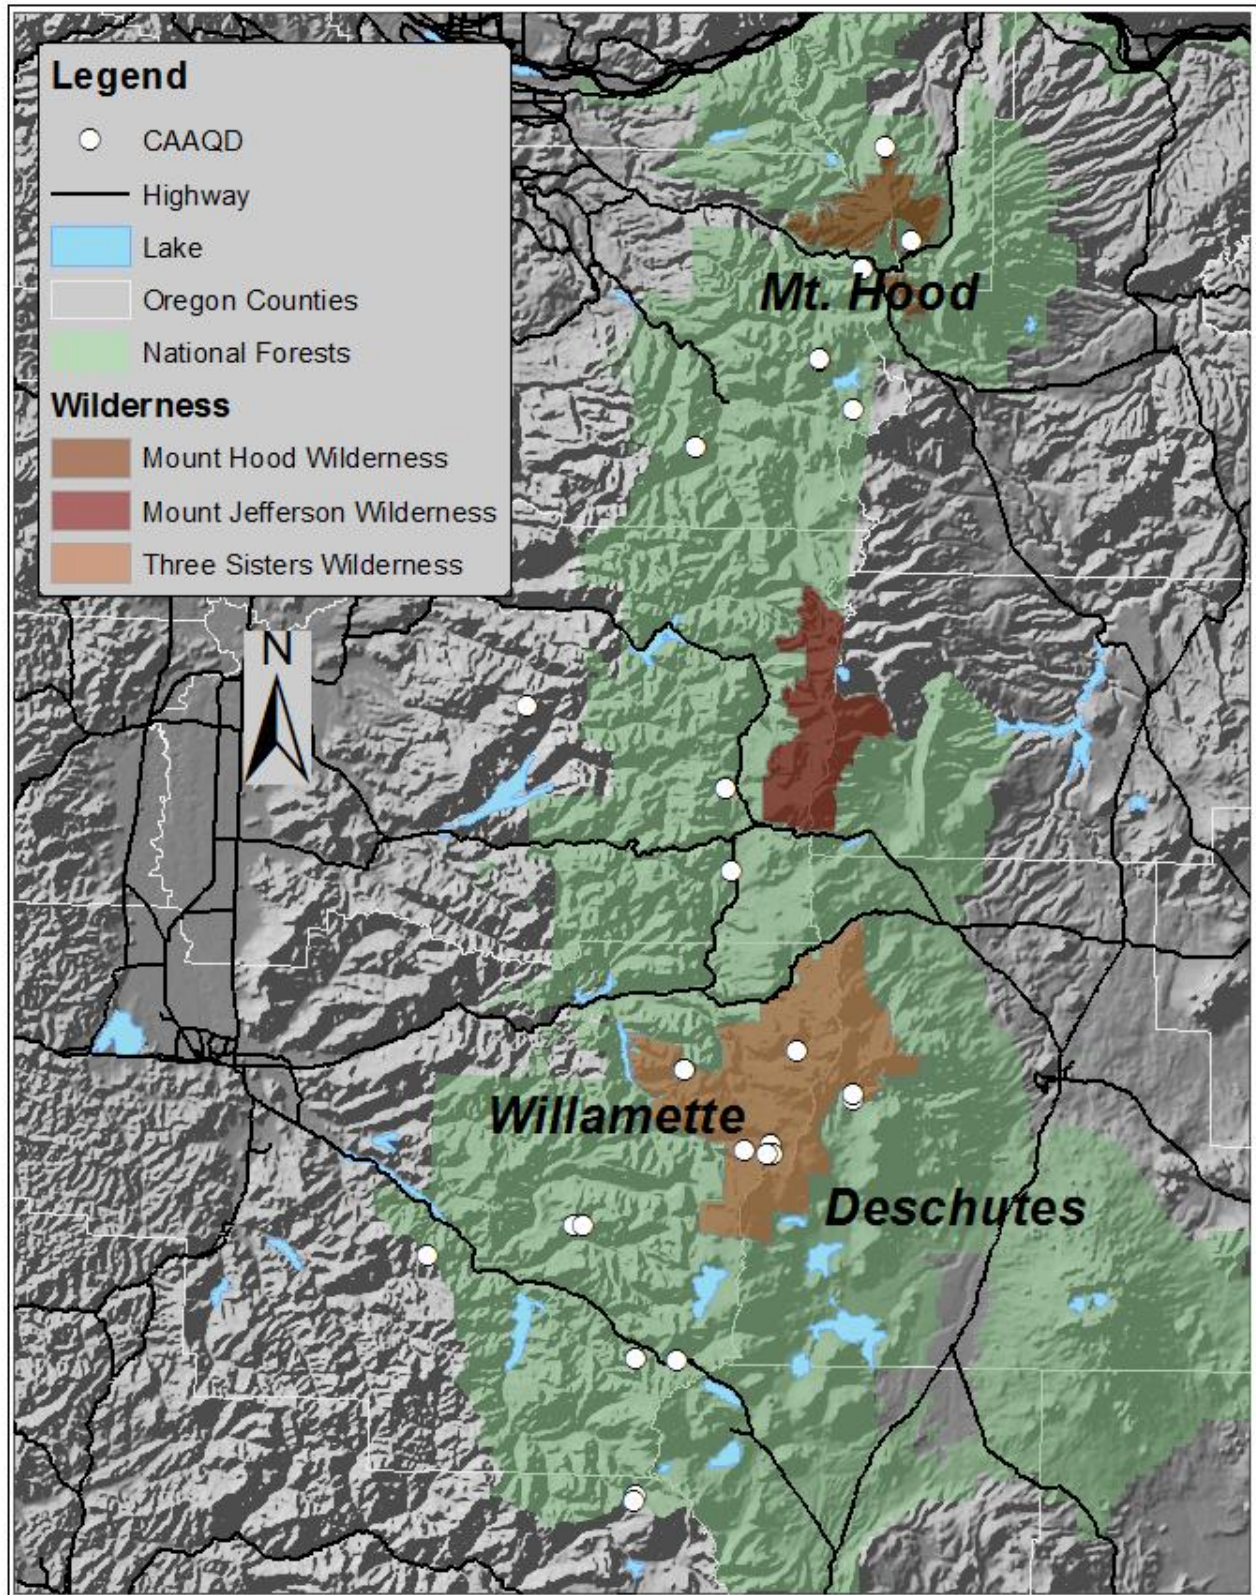 Legend
CAAQD
Highway
Lake
Oregon Counties
National Forests
Wilderness
Mount Hood Wilderness
Mount Jefferson Wilderness
Three Sisters Wilderness
N
Mt. Hood
Willamette
Deschutes